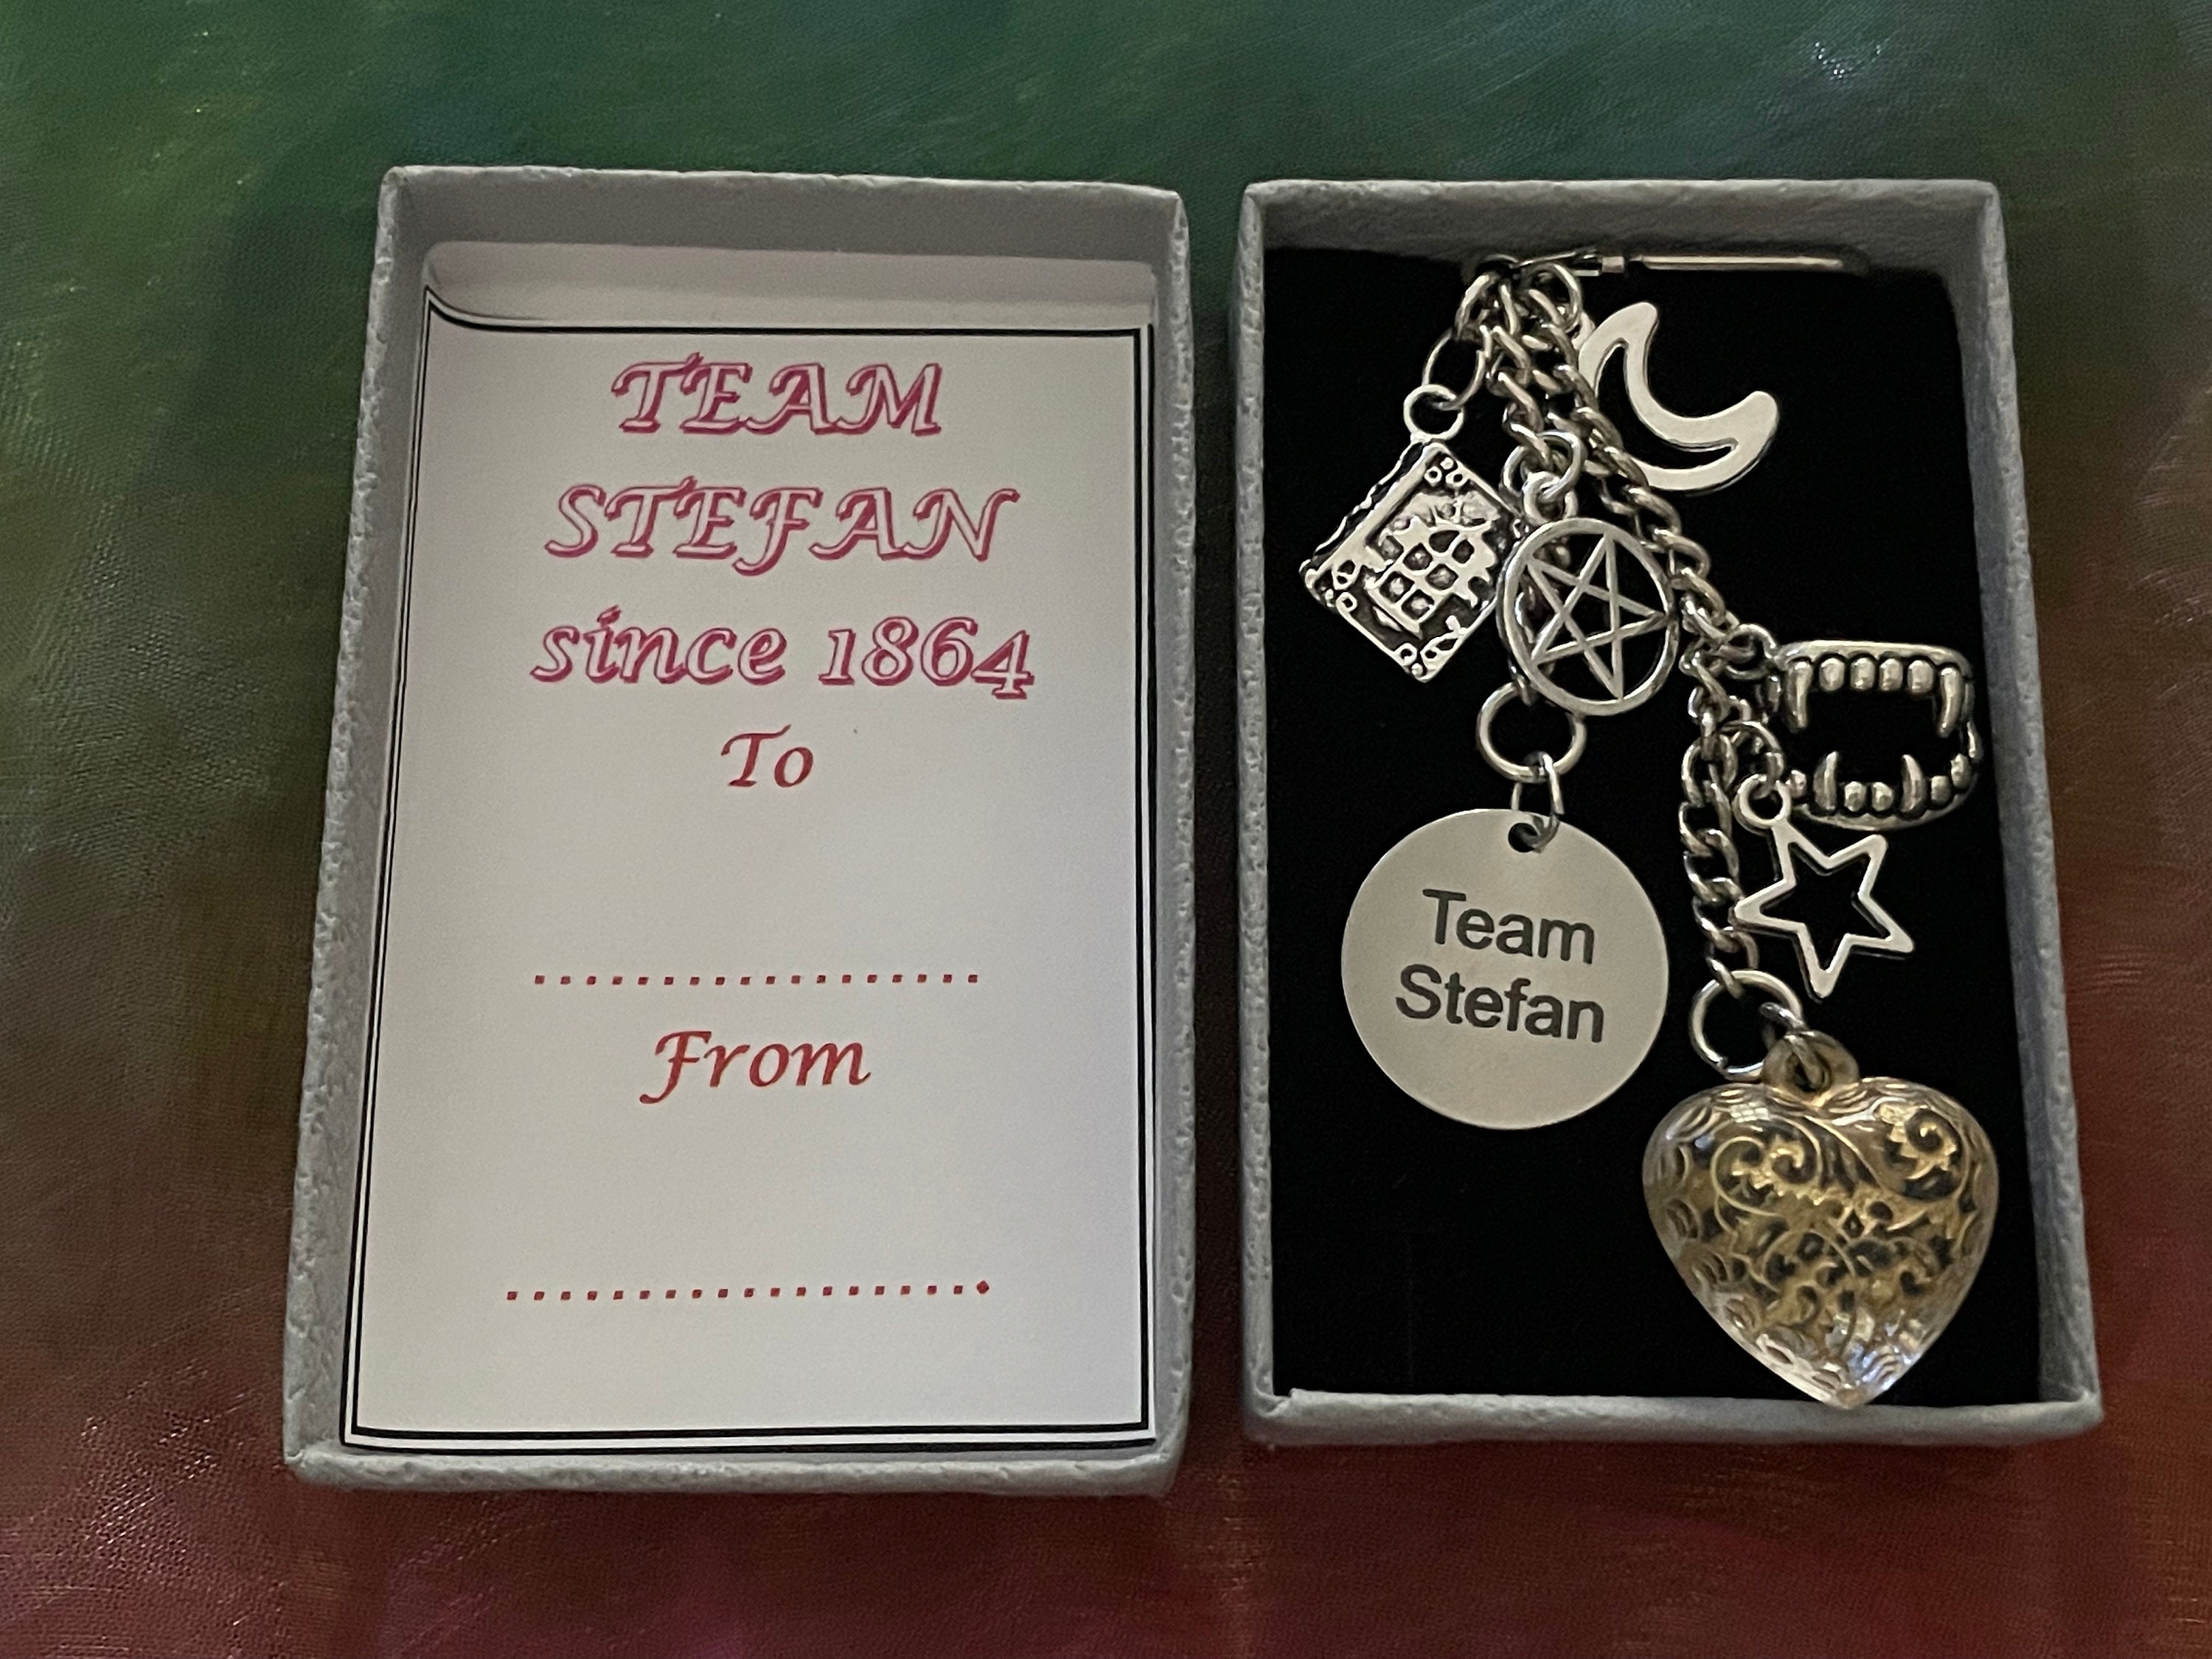 TEAM
STEFAN
since 1864
To
..................
From
...................
Team
Stefan